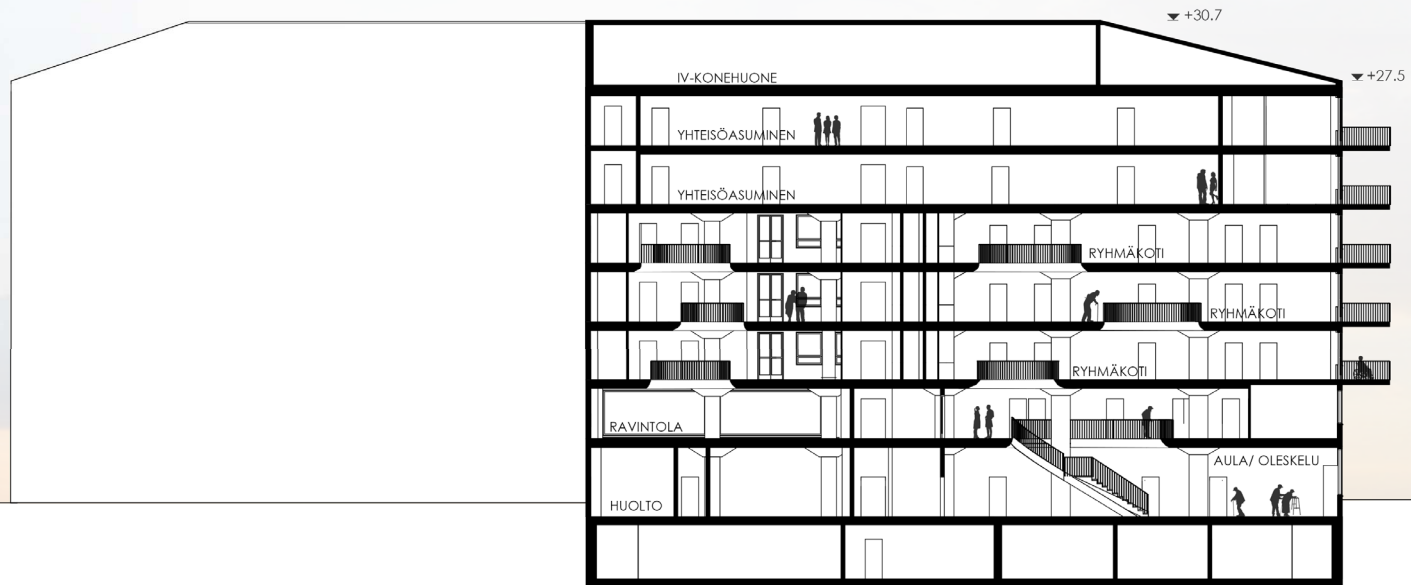 +30.7
+27.5
IV-KONEHUONE
YHTEISÖASUMINEN
YHTEISÖASUMINEN
RYHMÄKOTI
RYHMÄKOTI
RYHMÄKOTI
RAVINTOLA
AULA/ OLESKELU
HUOLTO